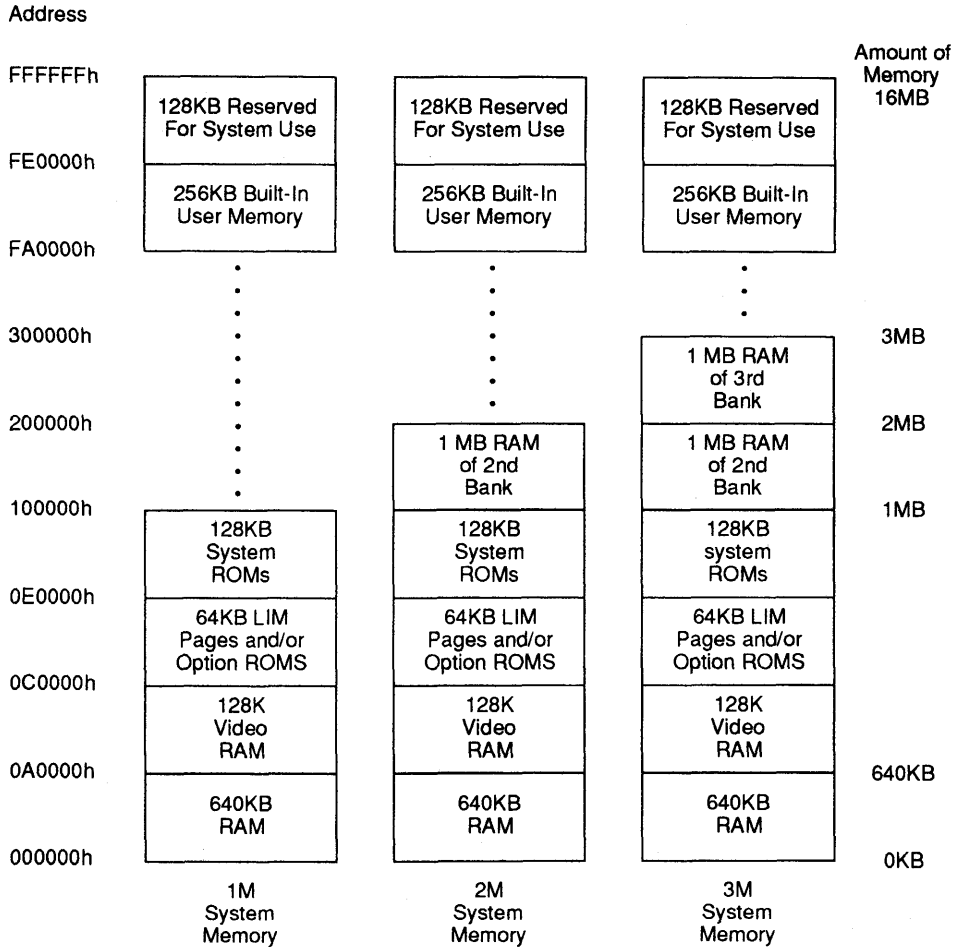 Address
Amount of
Memory
16MB
FFFFFFh
128KB Reserved
For System Use
128KB Reserved
For System Use
128KB Reserved
For System Use
FE0000h
256KB Built-In
User Memory
256KB Built-In
User Memory
256KB Built-In
User Memory
FA0000h
300000h
3MB
1 MB RAM
of 3rd
Bank
200000h
2MB
1 MB RAM
of 2nd
Bank
1 MB RAM
of 2nd
Bank
100000h
1MB
128KB
System
ROMs
128KB
System
ROMs
128KB
system
ROMs
0E0000h
64KB LIM
Pages and/or
Option ROMS
64KB LIM
Pages and/or
Option ROMS
64KB LIM
Pages and/or
Option ROMS
0C0000h
128K
Video
RAM
128K
Video
RAM
128K
Video
RAM
0A0000h
640KB
640KB
RAM
640KB
RAM
640KB
RAM
000000h
0KB
1M
System
Memory
2M
System
Memory
3M
System
Memory